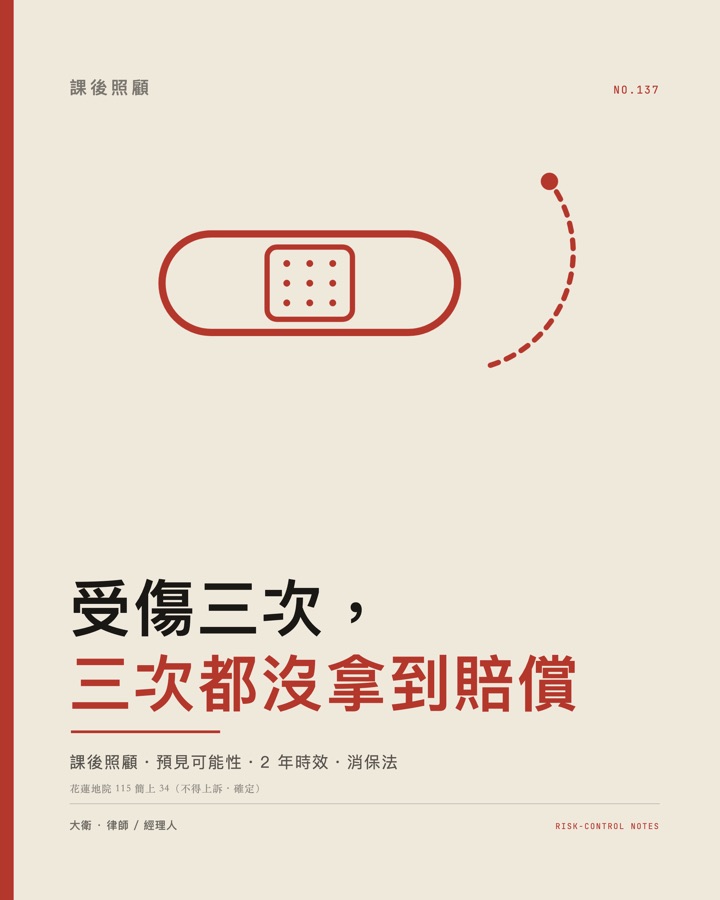 課後照顧
NO.137
受傷三次，
三次都沒拿到賠償
課後照顧·預見可能性·2 年時效·消保法
花蓮地院 115 簡上 34（不得上訴·確定）
大衛 · 律師 / 經理人
RISK-CONTROL NOTES